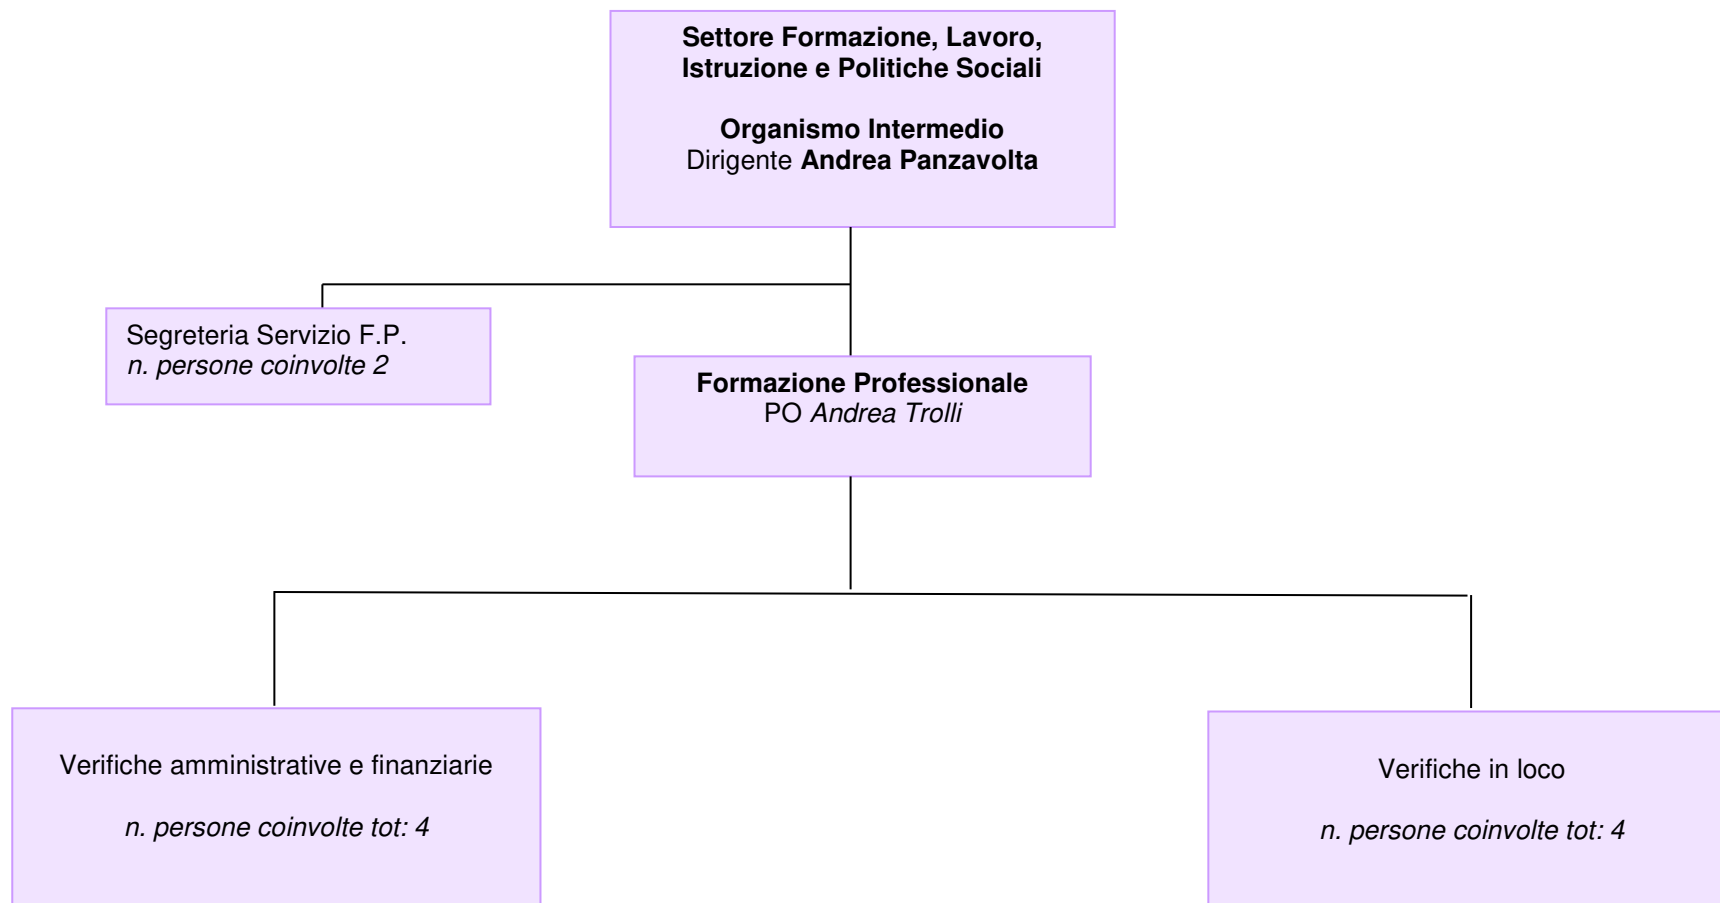 Settore Formazione, Lavoro,
Istruzione e Politiche Sociali
Organismo Intermedio
Dirigente Andrea Panzavolta
Segreteria Servizio F.P.
n. persone coinvolte 2
Formazione Professionale
PO Andrea Trolli
Verifiche amministrative e finanziarie
n. persone coinvolte tot: 4
Verifiche in loco
n. persone coinvolte tot: 4